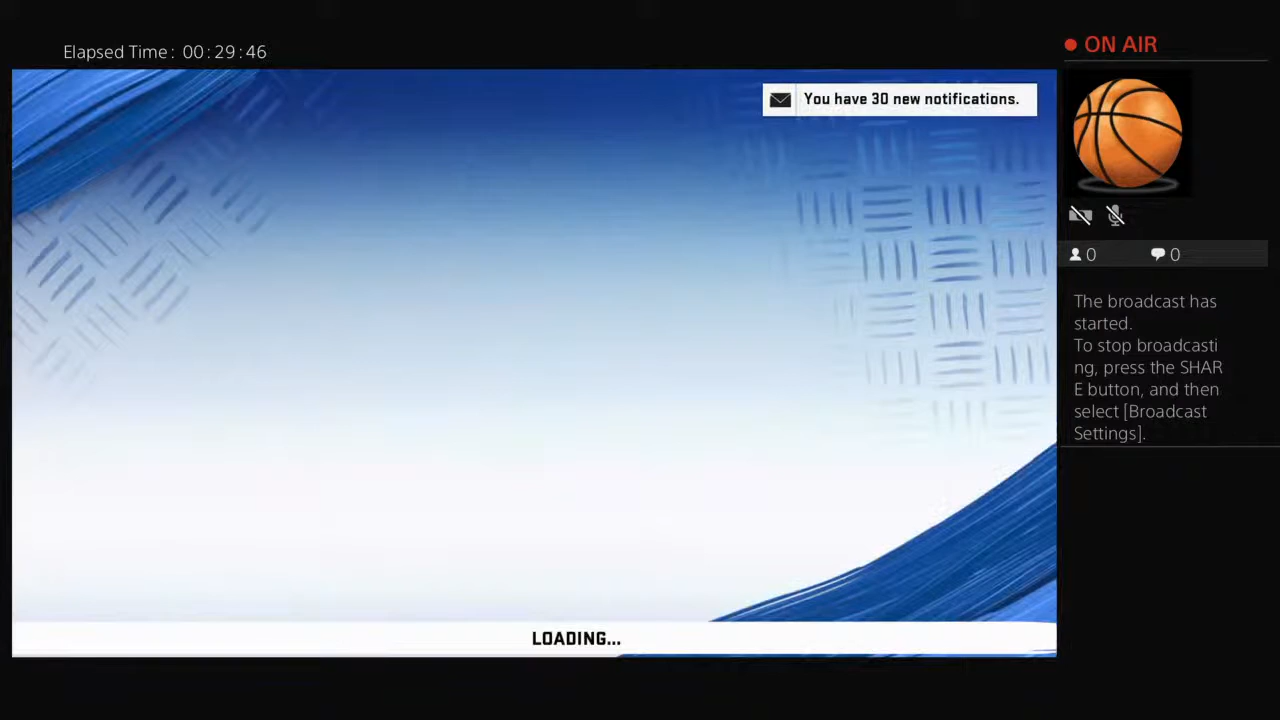 Elapsed Time: 00:29:46
ON AIR
You have 30 new notifications.
0 0
The broadcast has
started.
To stop broadcasti
ng, press the SHAR
E button, and then
select [Broadcast
Settings].
LOADING...